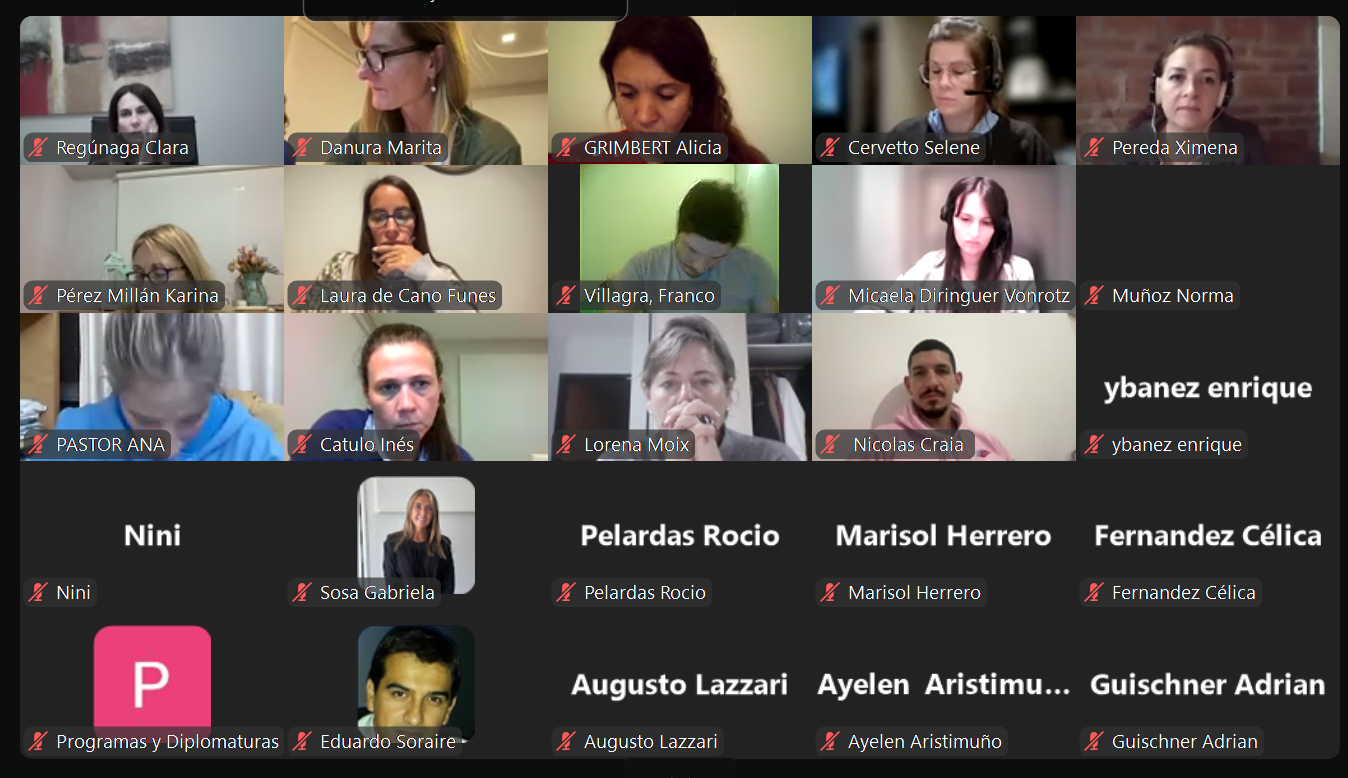 Regúnaga Clara
Danura Marita
GRIMBERT Alicia
Cervetto Selene
Pereda Ximena
Pérez Millán Karina
Laura de Cano Funes
Villagra, Franco
Micaela Diringuer Vonrotz
Muñoz Norma
PASTOR ANA
Catulo Inés
Lorena Moix
Nicolas Craia
ybanez enrique
ybanez enrique
Nini
Nini
Sosa Gabriela
Pelardas Rocio
Pelardas Rocio
Marisol Herrero
Marisol Herrero
Fernandez Célica
Fernandez Célica
P
Programas y Diplomaturas
Eduardo Soraire -
Augusto Lazzari
Augusto Lazzari
Ayelen Aristimu...
Ayelen Aristimuño
Guischner Adrian
Guischner Adrian